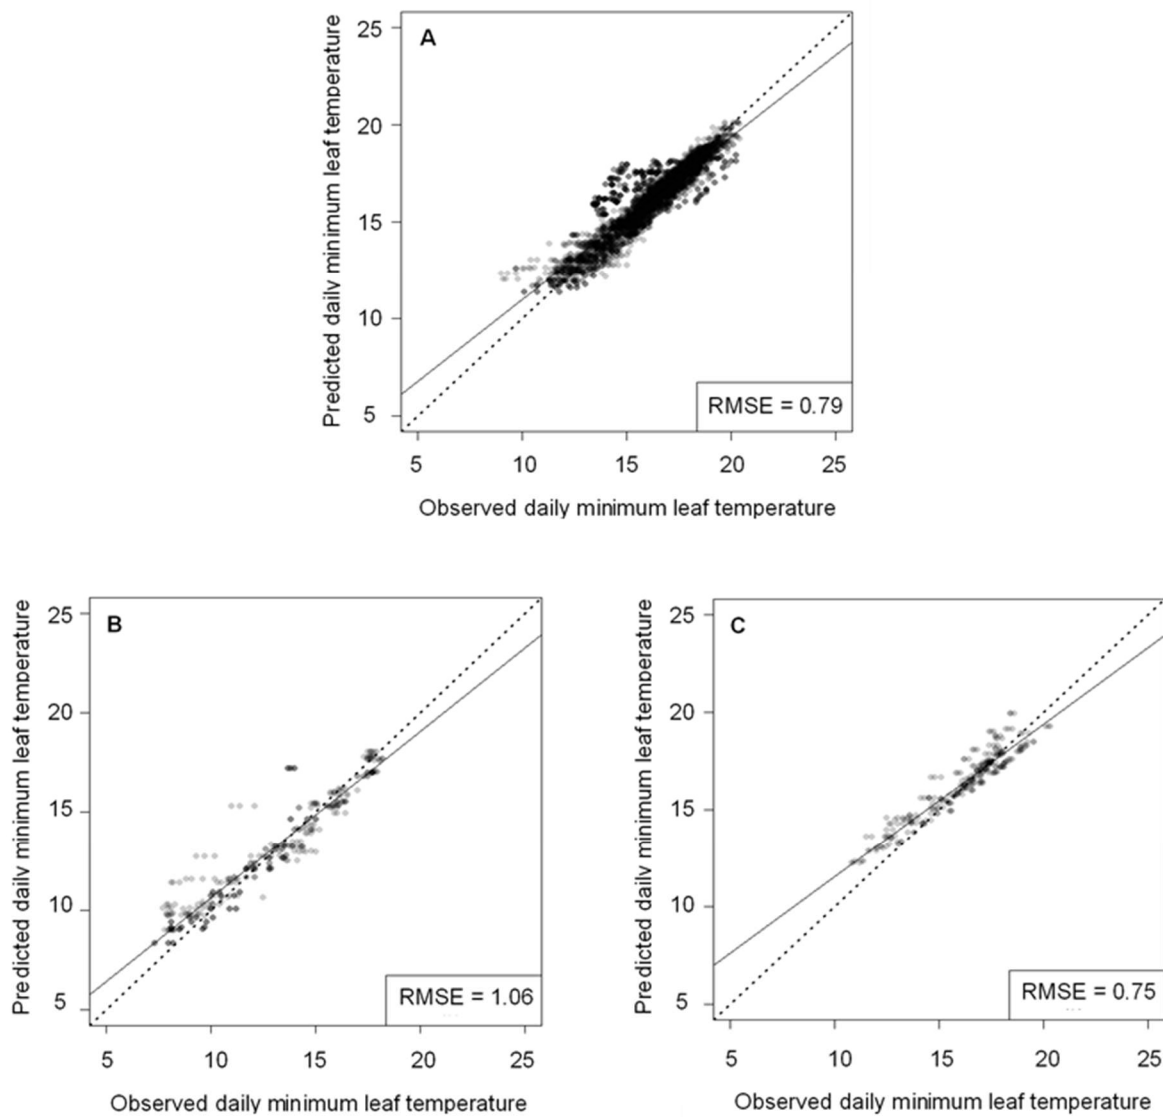 A
Predicted daily minimum leaf temperature
25
20
15
10
5
RMSE = 0.79
5 10 15 20 25
Observed daily minimum leaf temperature
B
Predicted daily minimum leaf temperature
25
20
15
10
5
RMSE = 1.06
5 10 15 20 25
Observed daily minimum leaf temperature
C
Predicted daily minimum leaf temperature
25
20
15
10
5
RMSE = 0.75
5 10 15 20 25
Observed daily minimum leaf temperature